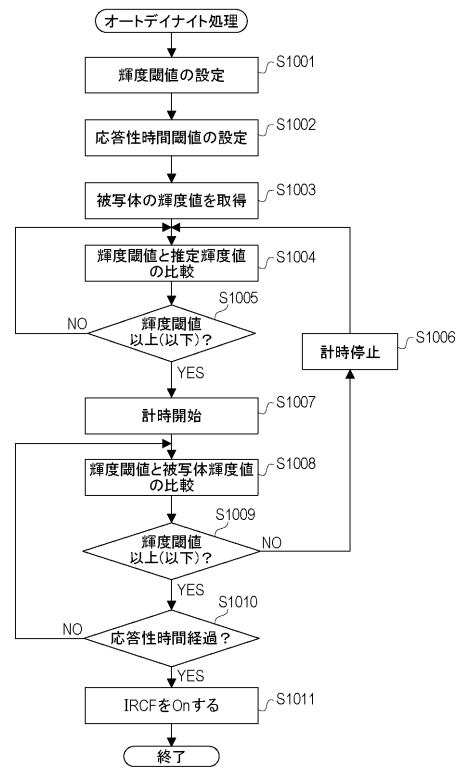 オートデイナイト処理
輝度閾値の設定
S1001
応答性時間閾値の設定
S1002
被写体の輝度値を取得
S1003
輝度閾値と推定輝度値
の比較
S1004
輝度閾値
以上(以下)?
S1005
NO
YES
計時停止
S1006
計時開始
S1007
輝度閾値と被写体輝度値
の比較
S1008
輝度閾値
以上(以下)?
S1009
NO
YES
応答性時間経過?
S1010
NO
YES
IRCFをOnする
S1011
終了